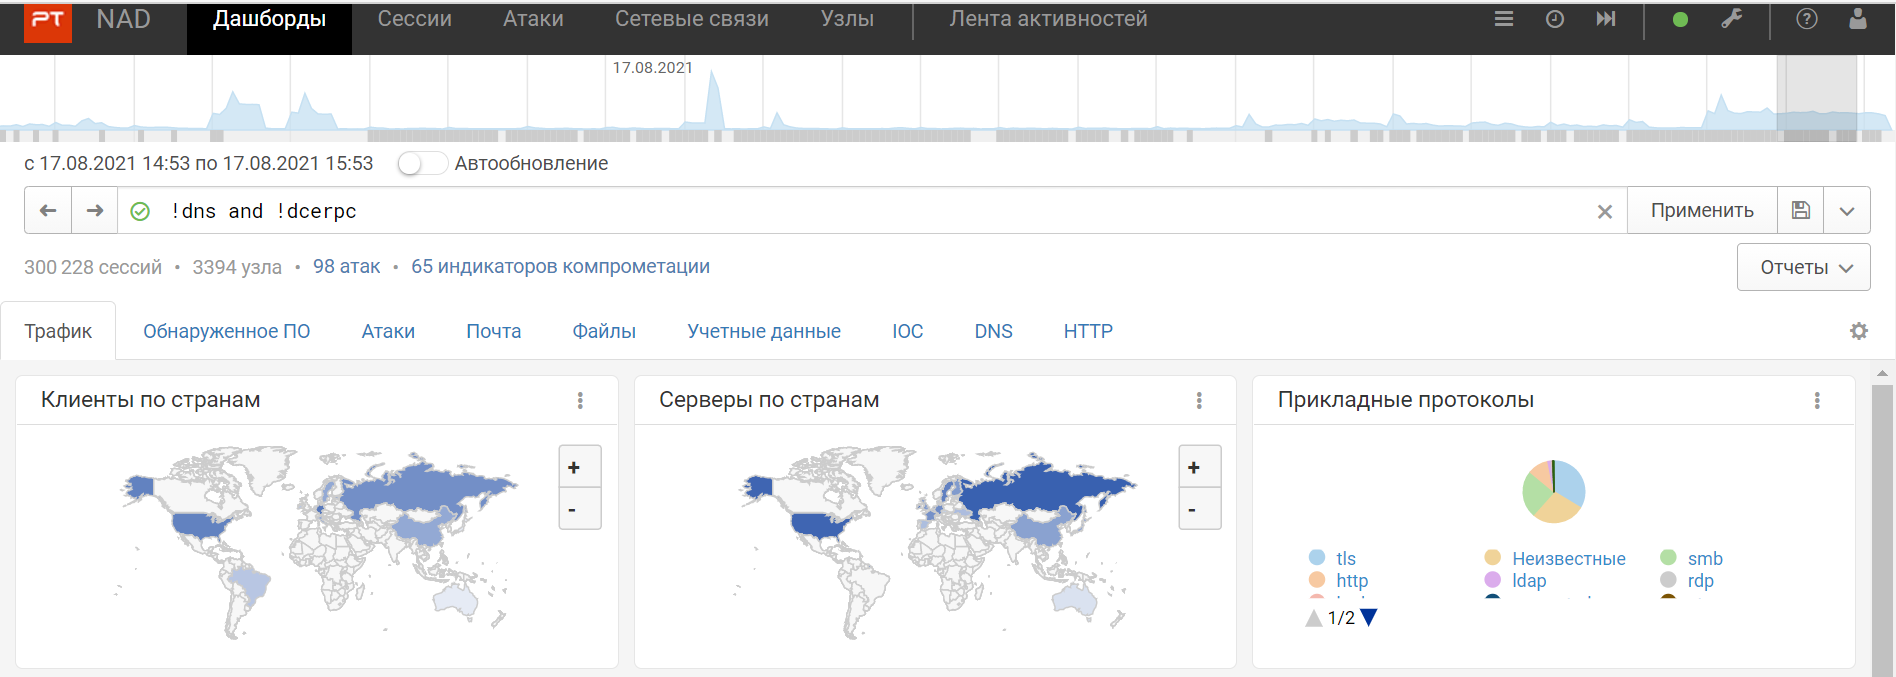 PT NAD Дашборды Сессии Атаки Сетевые связи Узлы Лента активностей
17.08.2021
с 17.08.2021 14:53 по 17.08.2021 15:53 Автообновление
!dns and !dcerpc Применить
300 228 сессий • 3394 узла • 98 атак • 65 индикаторов компрометации
Отчеты
Трафик Обнаруженное ПО Атаки Почта Файлы Учетные данные IOC DNS HTTP
Клиенты по странам
+
-
Серверы по странам
+
-
Прикладные протоколы
tls Неизвестные smb
http ldap rdp
1/2